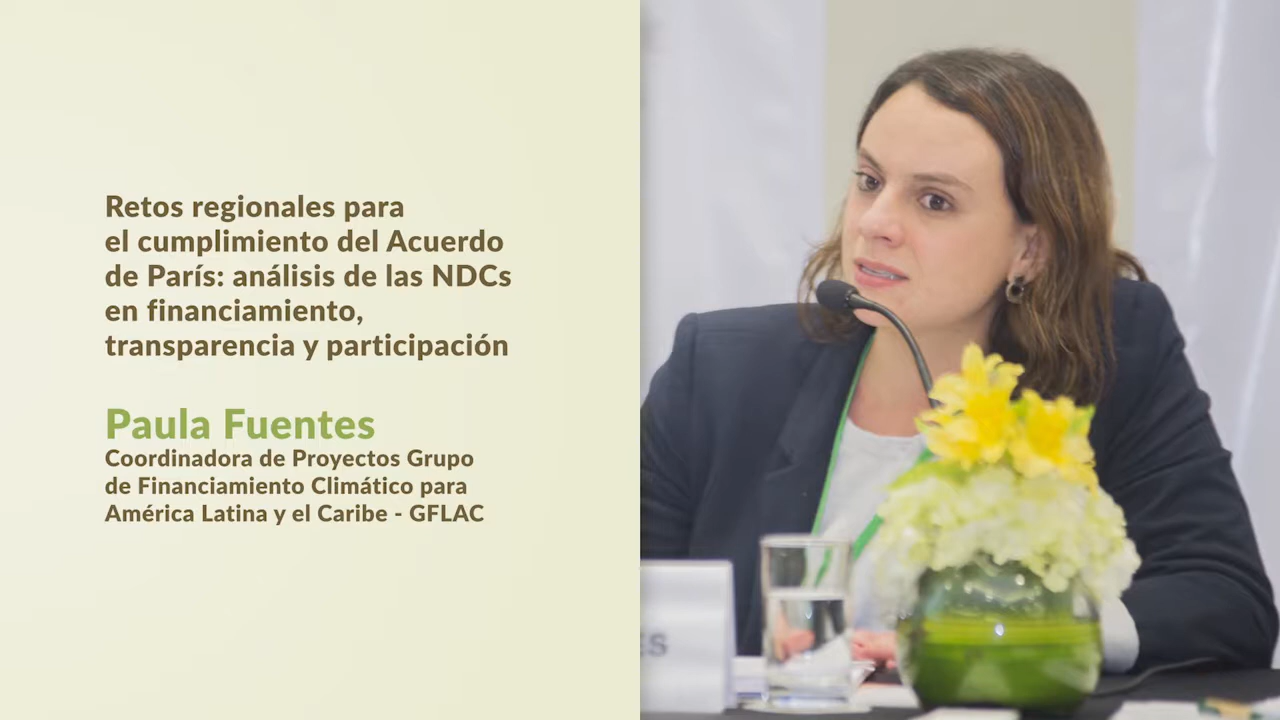 Retos regionales para
el cumplimiento del Acuerdo
de París: análisis de las NDCs
en financiamiento,
transparencia y participación
Paula Fuentes
Coordinadora de Proyectos Grupo
de Financiamiento Climático para
América Latina y el Caribe - GFLAC
ES